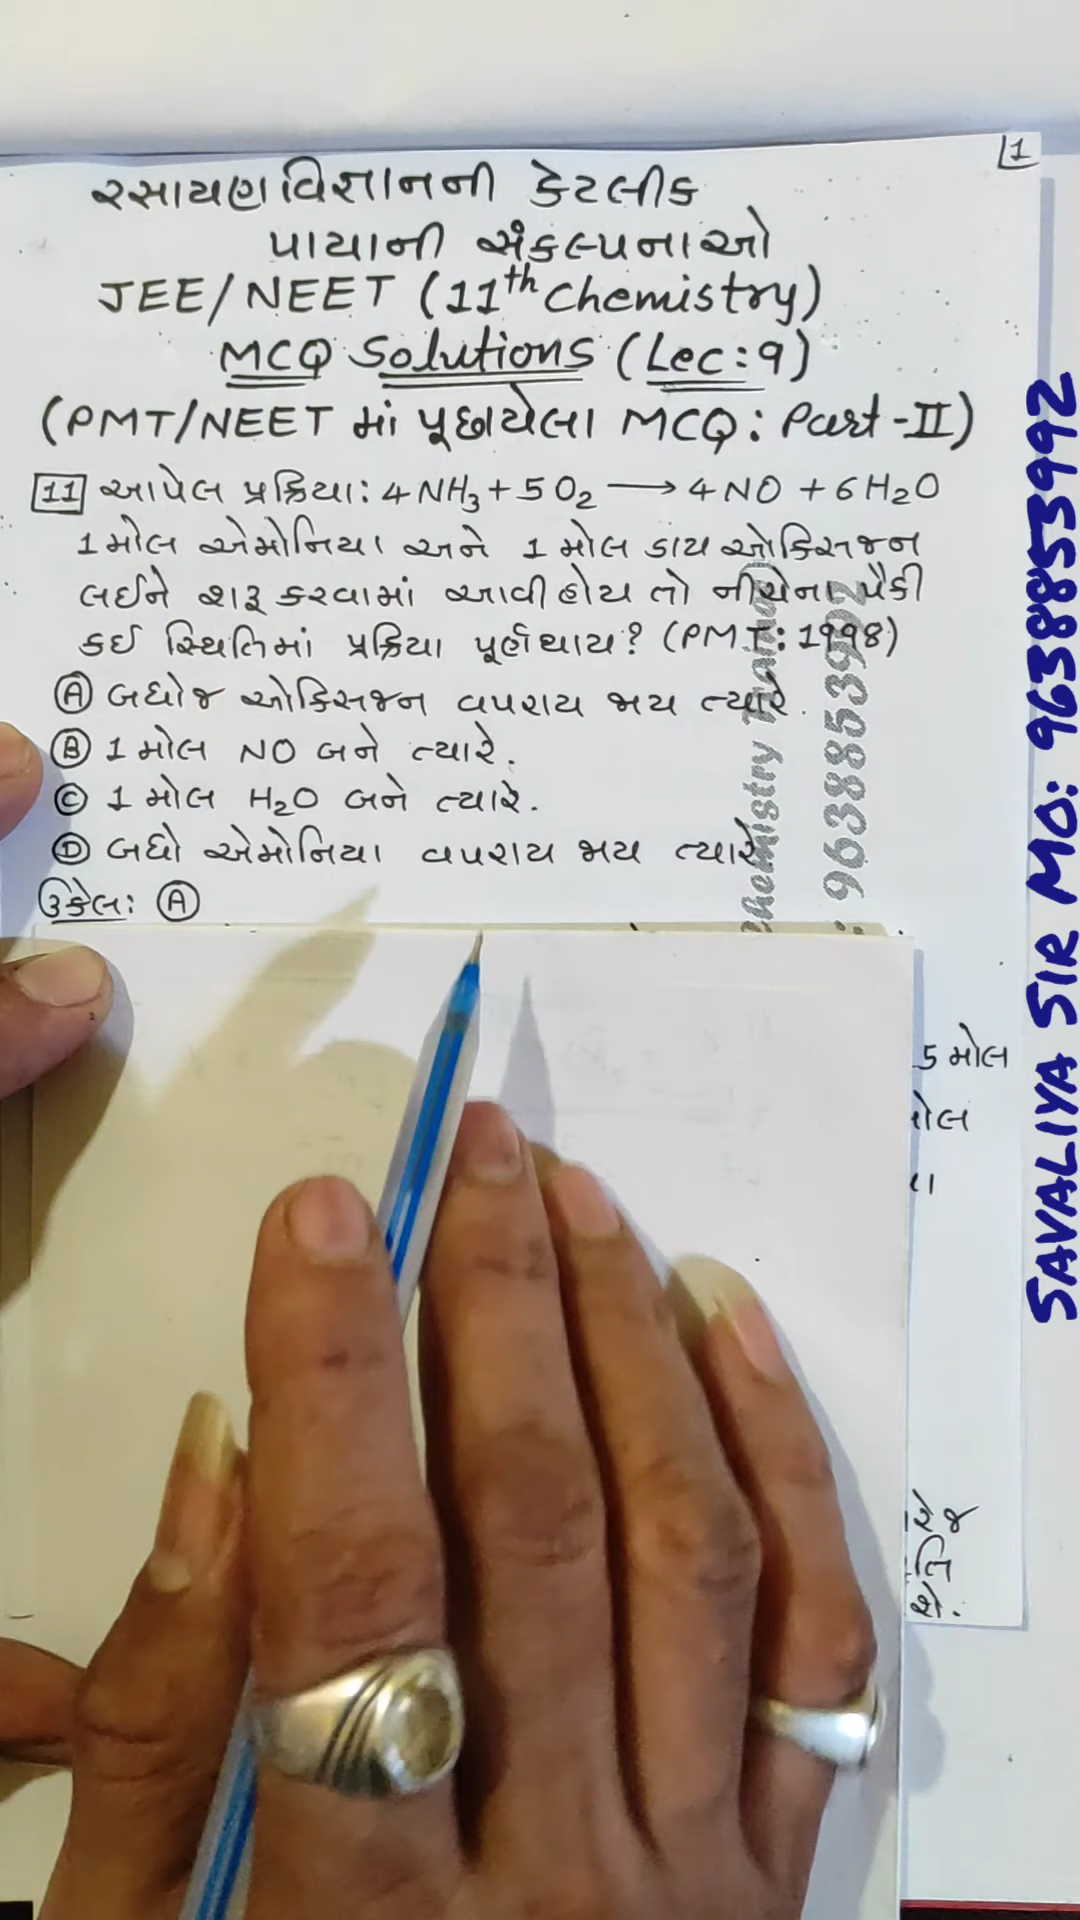 1
રસાયણવિજ્ઞાનની કેટલીક
પાયાની સંકલ્પનાઓ
JEE/NEET (11th Chemistry)
MCQ Solutions (Lec:9)
(PMT/NEET માં પૂછાયેલા MCQ: Part-II)
11 આપેલ પ્રક્રિયા: 4NH₃+5O₂ ⟶ 4NO +6H₂O
1મોલ એમોનિયા અને 1 મોલ ડાયઓક્સિજન
લઈને શરૂ કરવામાં આવી હોય તો નીચેના પૈકી
કઈ સ્થિતિમાં પ્રક્રિયા પૂર્ણ થાય? (PMT: 1998)
Ⓐ બધોજ ઓક્સિજન વપરાય જાય ત્યારે.
Ⓑ 1 મોલ NO બને ત્યારે.
Ⓒ 1 મોલ H₂O બને ત્યારે.
Ⓓ બધો એમોનિયા વપરાય જાય ત્યારે
ઉકેલ: Ⓐ
5 મોલ
SAVALIYA SIR MO: 9638853992
: 9638853992